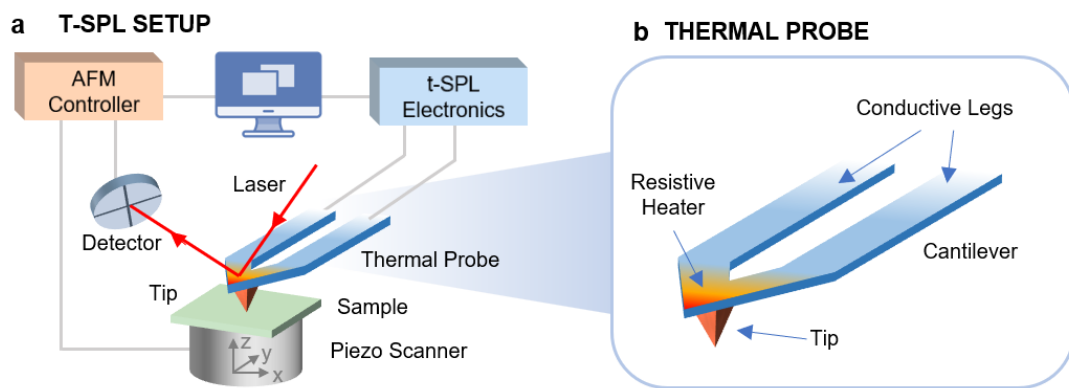 a T-SPL SETUP
AFM
Controller
t-SPL
Electronics
Laser
Detector
Thermal Probe
Tip
Sample
Piezo Scanner
z
y
x
b THERMAL PROBE
Conductive Legs
Resistive
Heater
Cantilever
Tip